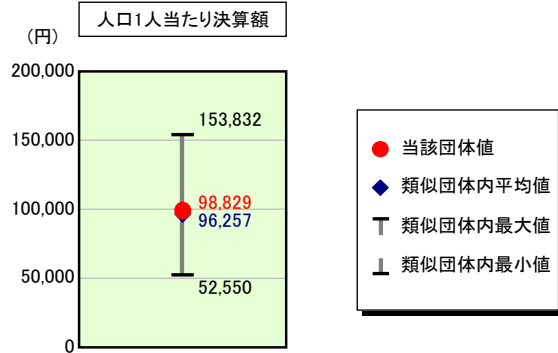 人口1人当たり決算額
(円)
200,000
150,000
100,000
50,000
0
153,832
98,829
96,257
52,550
当該団体値
類似団体内平均値
類似団体内最大値
類似団体内最小値